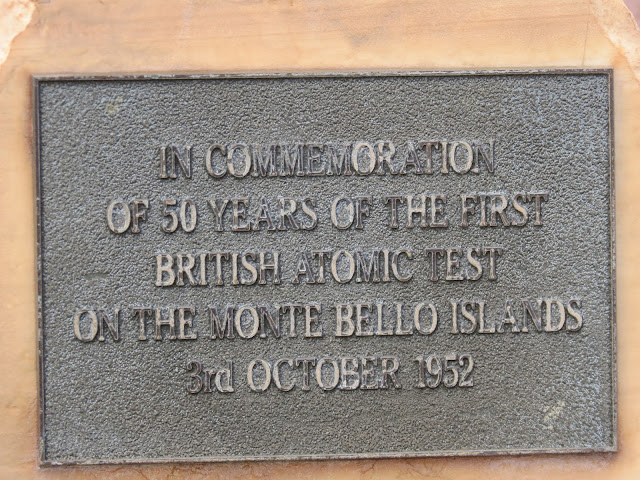 IN COMMEMORATION
OF 50 YEARS OF THE FIRST
BRITISH ATOMIC TEST
ON THE MONTE BELLO ISLANDS
3rd OCTOBER 1952